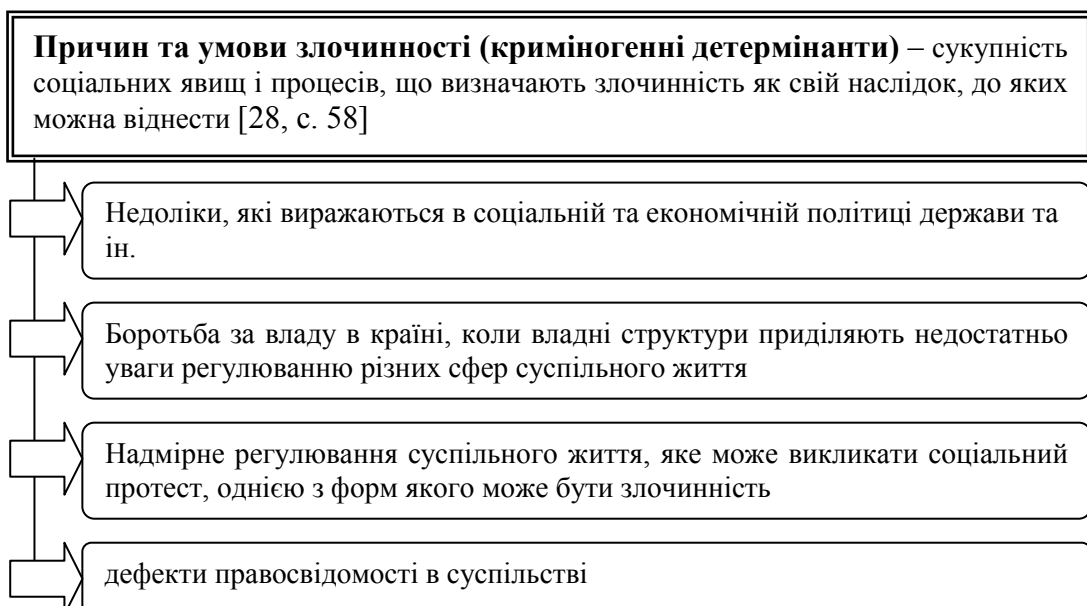 Причин та умови злочинності (криміногенні детермінанти) – сукупність
соціальних явищ і процесів, що визначають злочинність як свій наслідок, до яких
можна віднести [28, с. 58]
Недоліки, які виражаються в соціальній та економічній політиці держави та
ін.
Боротьба за владу в країні, коли владні структури приділяють недостатньо
уваги регулюванню різних сфер суспільного життя
Надмірне регулювання суспільного життя, яке може викликати соціальний
протест, однією з форм якого може бути злочинність
дефекти правосвідомості в суспільстві